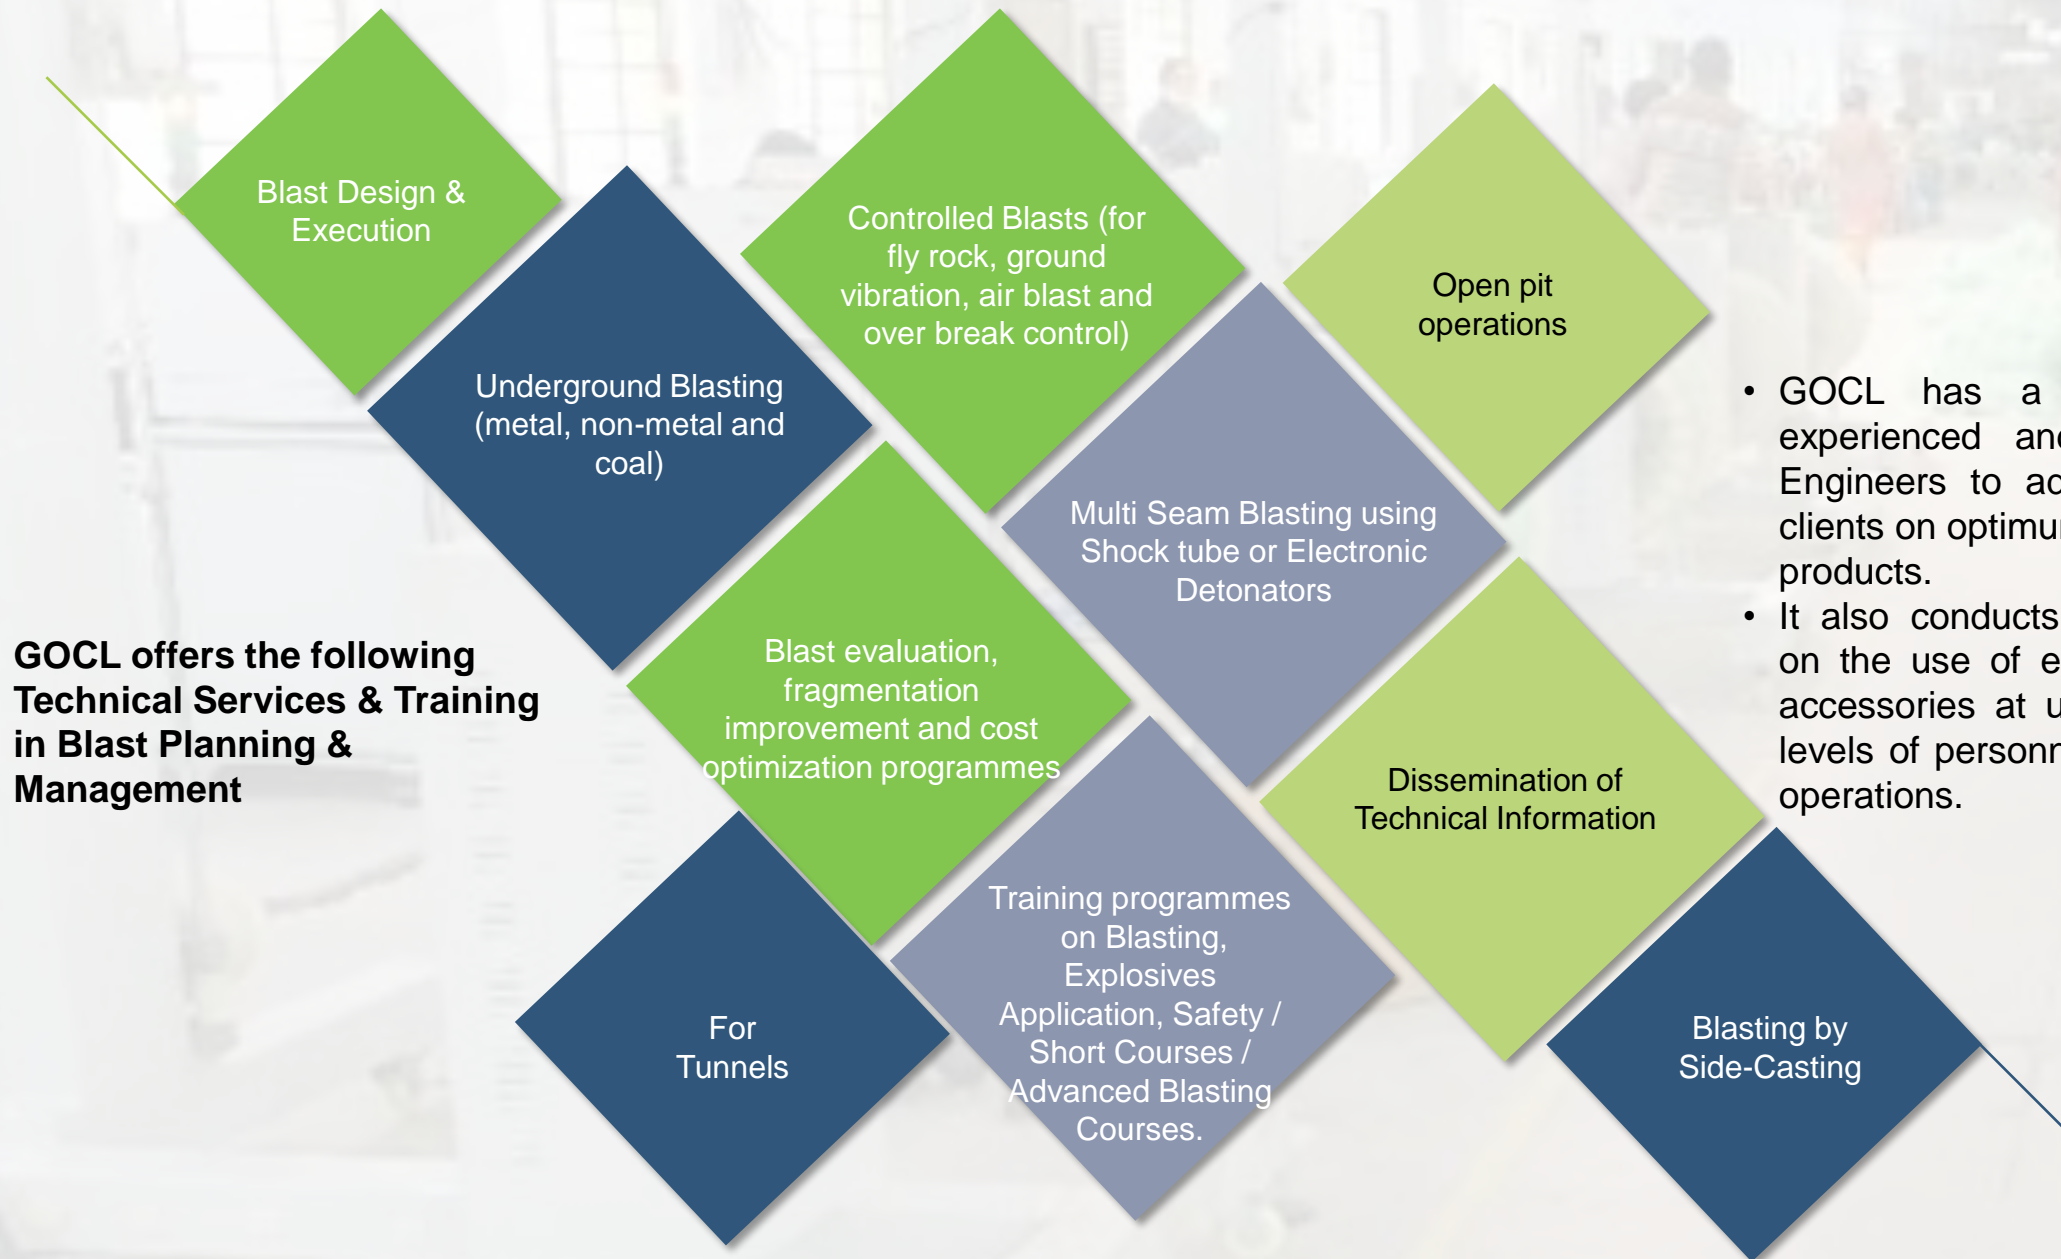 Blast Design &
Execution
Controlled Blasts (for
fly rock, ground
vibration, air blast and
over break control)
Open pit
operations
Underground Blasting
(metal, non-metal and
coal)
Multi Seam Blasting using
Shock tube or Electronic
Detonators
GOCL offers the following
Technical Services & Training
in Blast Planning &
Management
Blast evaluation,
fragmentation
improvement and cost
optimization programmes
Dissemination of
Technical Information
For
Tunnels
Training programmes
on Blasting,
Explosives
Application, Safety /
Short Courses /
Advanced Blasting
Courses.
Blasting by
Side-Casting
• GOCL has a
experienced
Engineers to
clients on
products.
• It also conducts
on the use of
accessories at
levels of
operations.